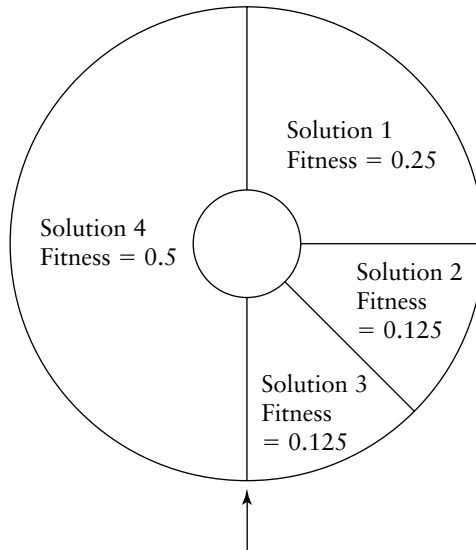 Solution 1
Fitness = 0.25
Solution 4
Fitness = 0.5
Solution 2
Fitness
= 0.125
Solution 3
Fitness
= 0.125